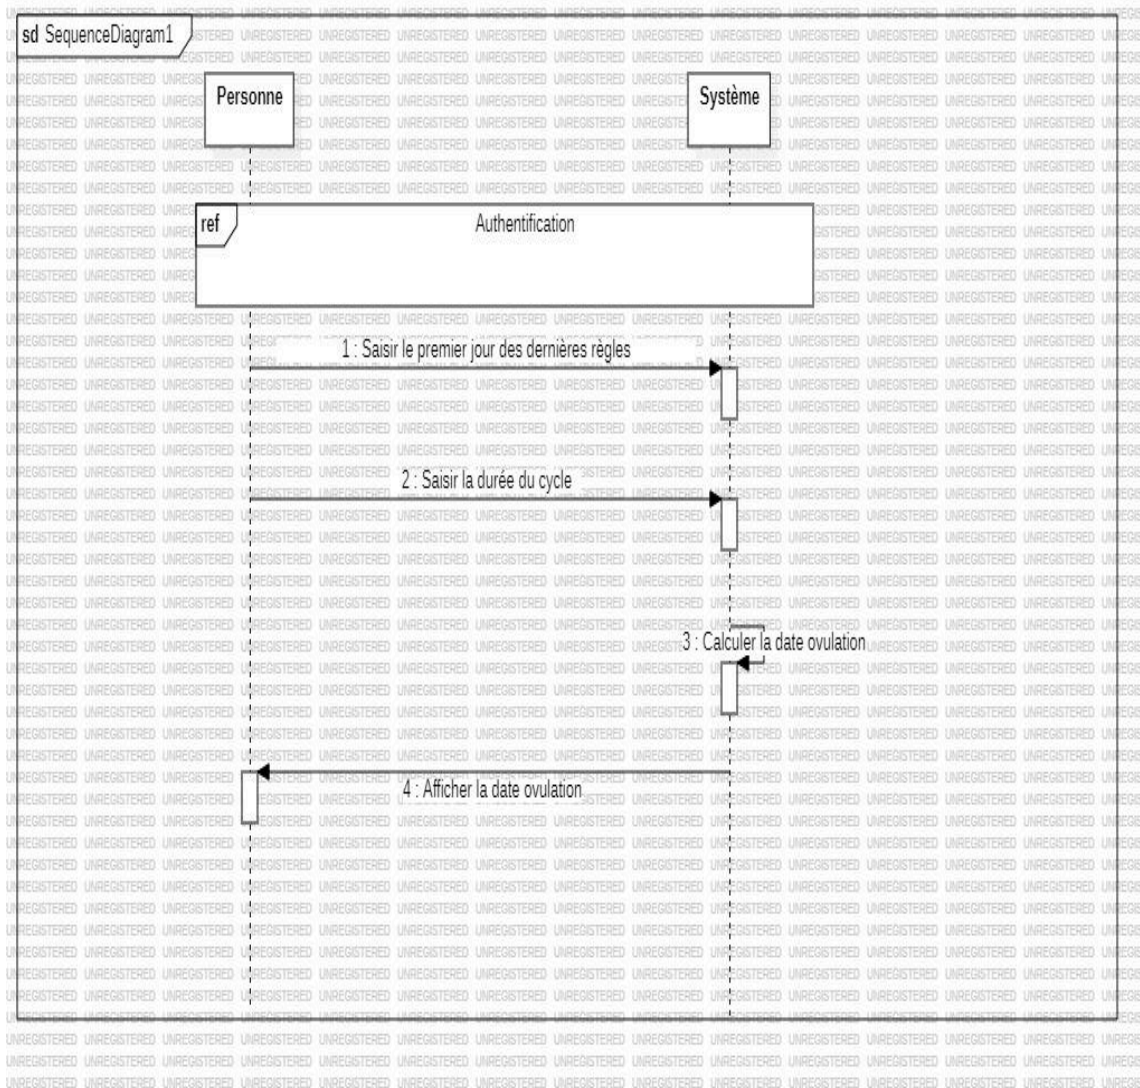 sd SequenceDiagram1
Personne
Système
ref
Authentification
1 : Saisir le premier jour des dernières règles
2 : Saisir la durée du cycle
3 : Calculer la date ovulation
4 : Afficher la date ovulation
UNREGISTERED